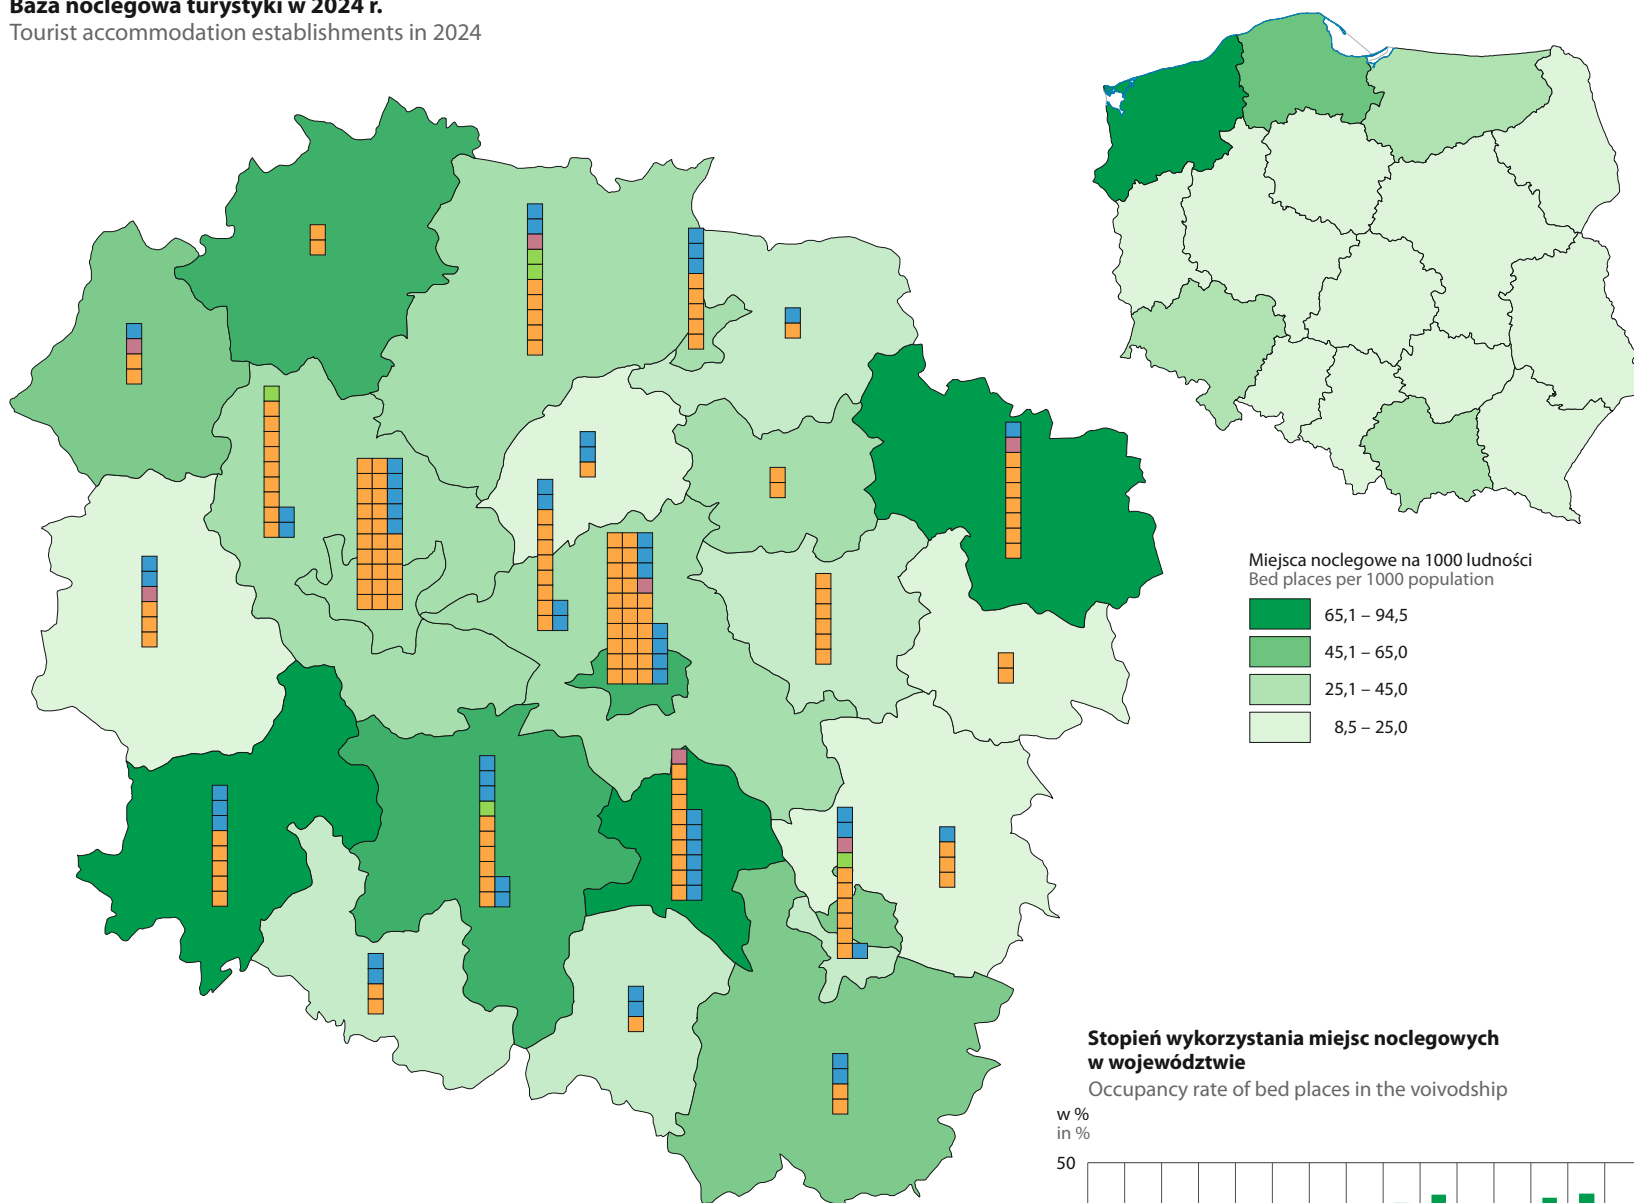 Baza noclegowa turystyki w 2024 r.
Tourist accommodation establishments in 2024
Miejsca noclegowe na 1000 ludności
Bed places per 1000 population
65,1 – 94,5
45,1 – 65,0
25,1 – 45,0
8,5 – 25,0
Stopień wykorzystania miejsc noclegowych
w województwie
Occupancy rate of bed places in the voivodship
w %
in %
50